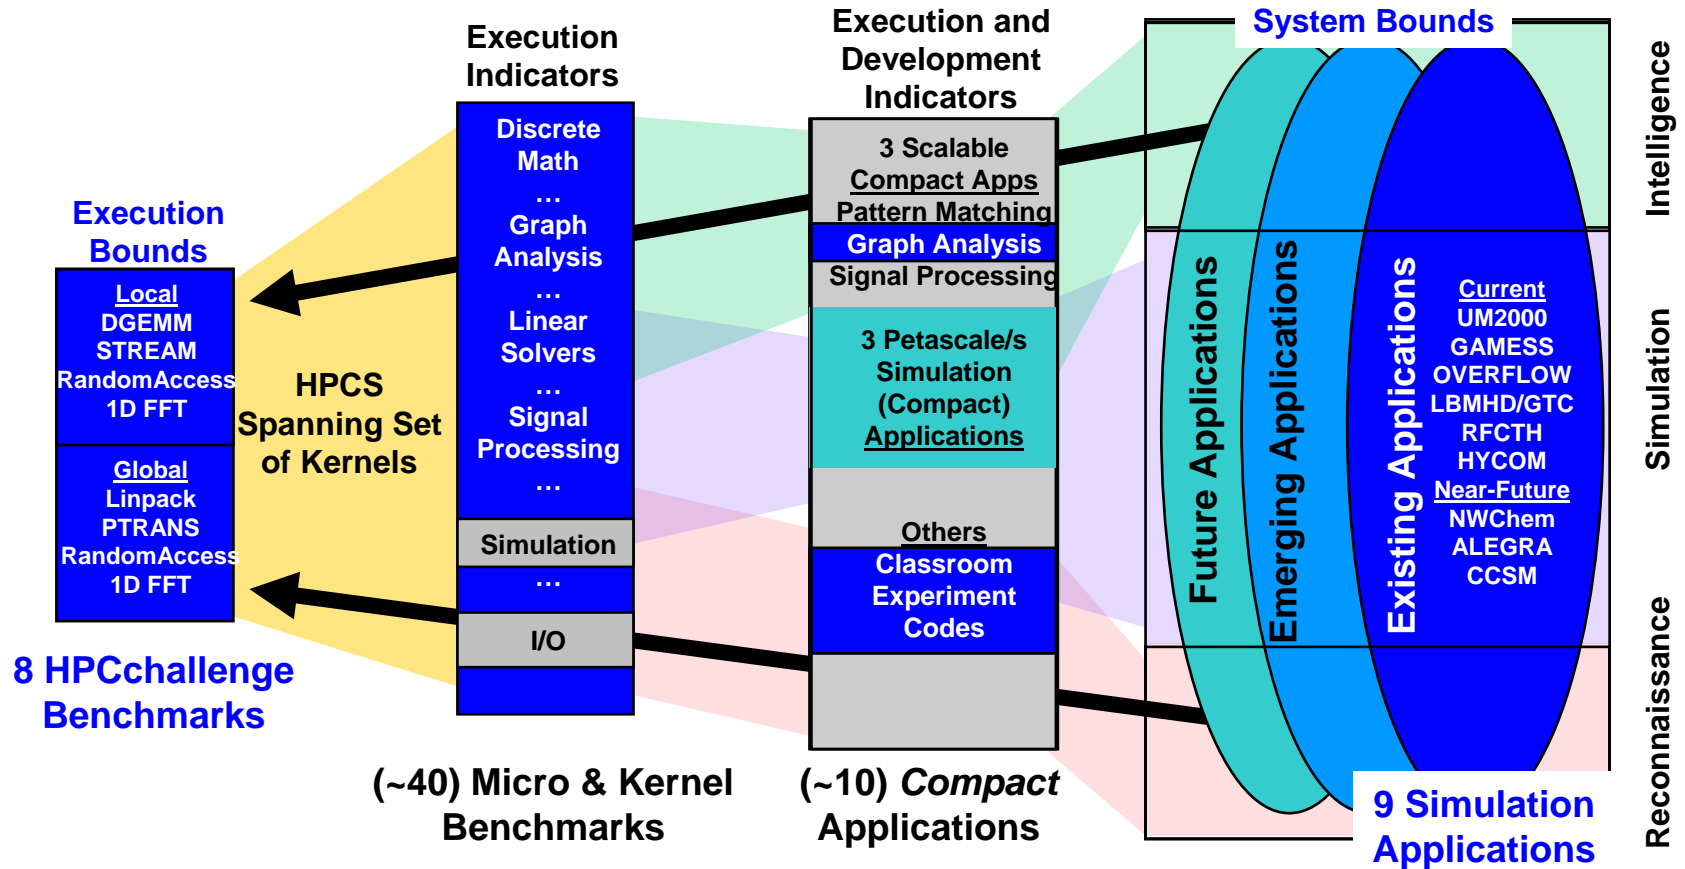 Execution
Bounds
Local
DGEMM
STREAM
RandomAccess
1D FFT
Global
Linpack
PTRANS
RandomAccess
1D FFT
8 HPCchallenge
Benchmarks
HPCS
Spanning Set
of Kernels
Execution
Indicators
Discrete
Math
…
Graph
Analysis
…
Linear
Solvers
…
Signal
Processing
…
Simulation
…
I/O
(~40) Micro & Kernel
Benchmarks
Execution and
Development
Indicators
3 Scalable
Compact Apps
Pattern Matching
Graph Analysis
Signal Processing
3 Petascale/s
Simulation
(Compact)
Applications
Others
Classroom
Experiment
Codes
(~10) Compact
Applications
System Bounds
Future Applications
Emerging Applications
Existing Applications
Current
UM2000
GAMESS
OVERFLOW
LBMHD/GTC
RFCTH
HYCOM
Near-Future
NWChem
ALEGRA
CCSM
9 Simulation
Applications
Intelligence
Simulation
Reconnaissance